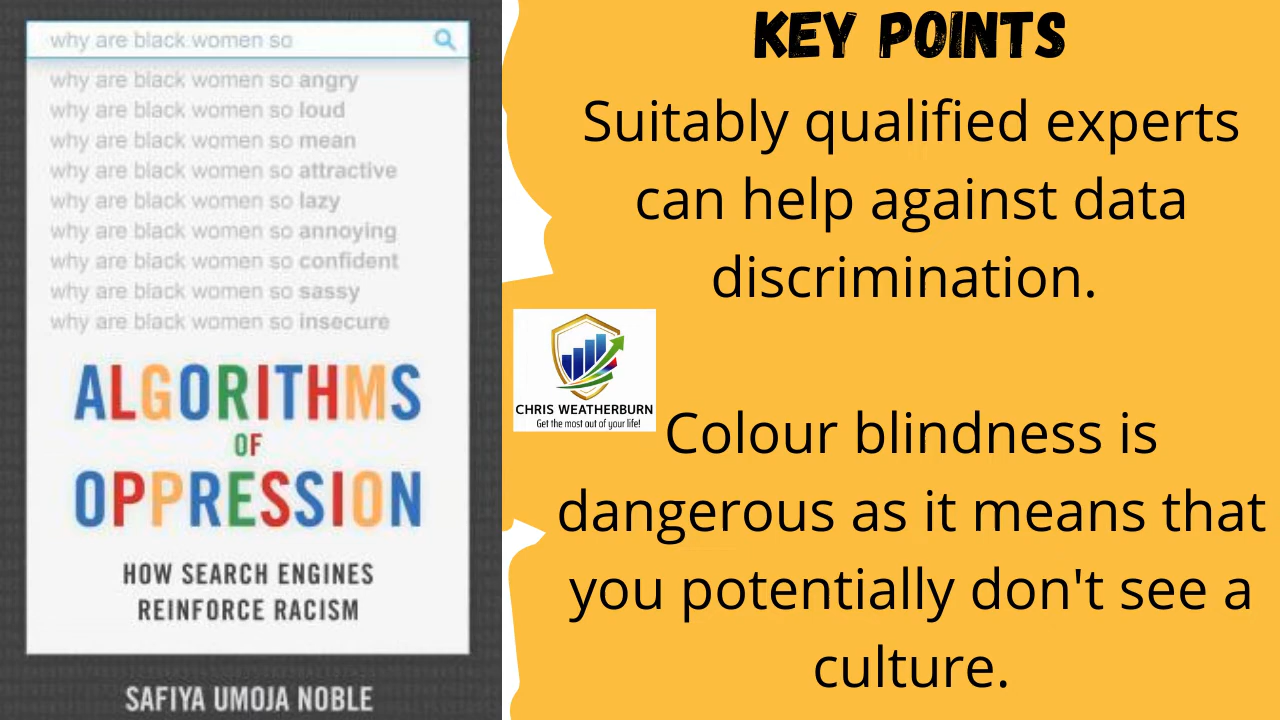 why are black women so
why are black women so angry
why are black women so loud
why are black women so mean
why are black women so attractive
why are black women so lazy
why are black women so annoying
why are black women so confident
why are black women so sassy
why are black women so insecure
ALGORITHMS
OF
OPPRESSION
HOW SEARCH ENGINES
REINFORCE RACISM
SAFIYA UMOJA NOBLE
KEY POINTS
Suitably qualified experts
can help against data
discrimination.
CHRIS WEATHERBURN
Get the most out of your life!
Colour blindness is
dangerous as it means that
you potentially don't see a
culture.